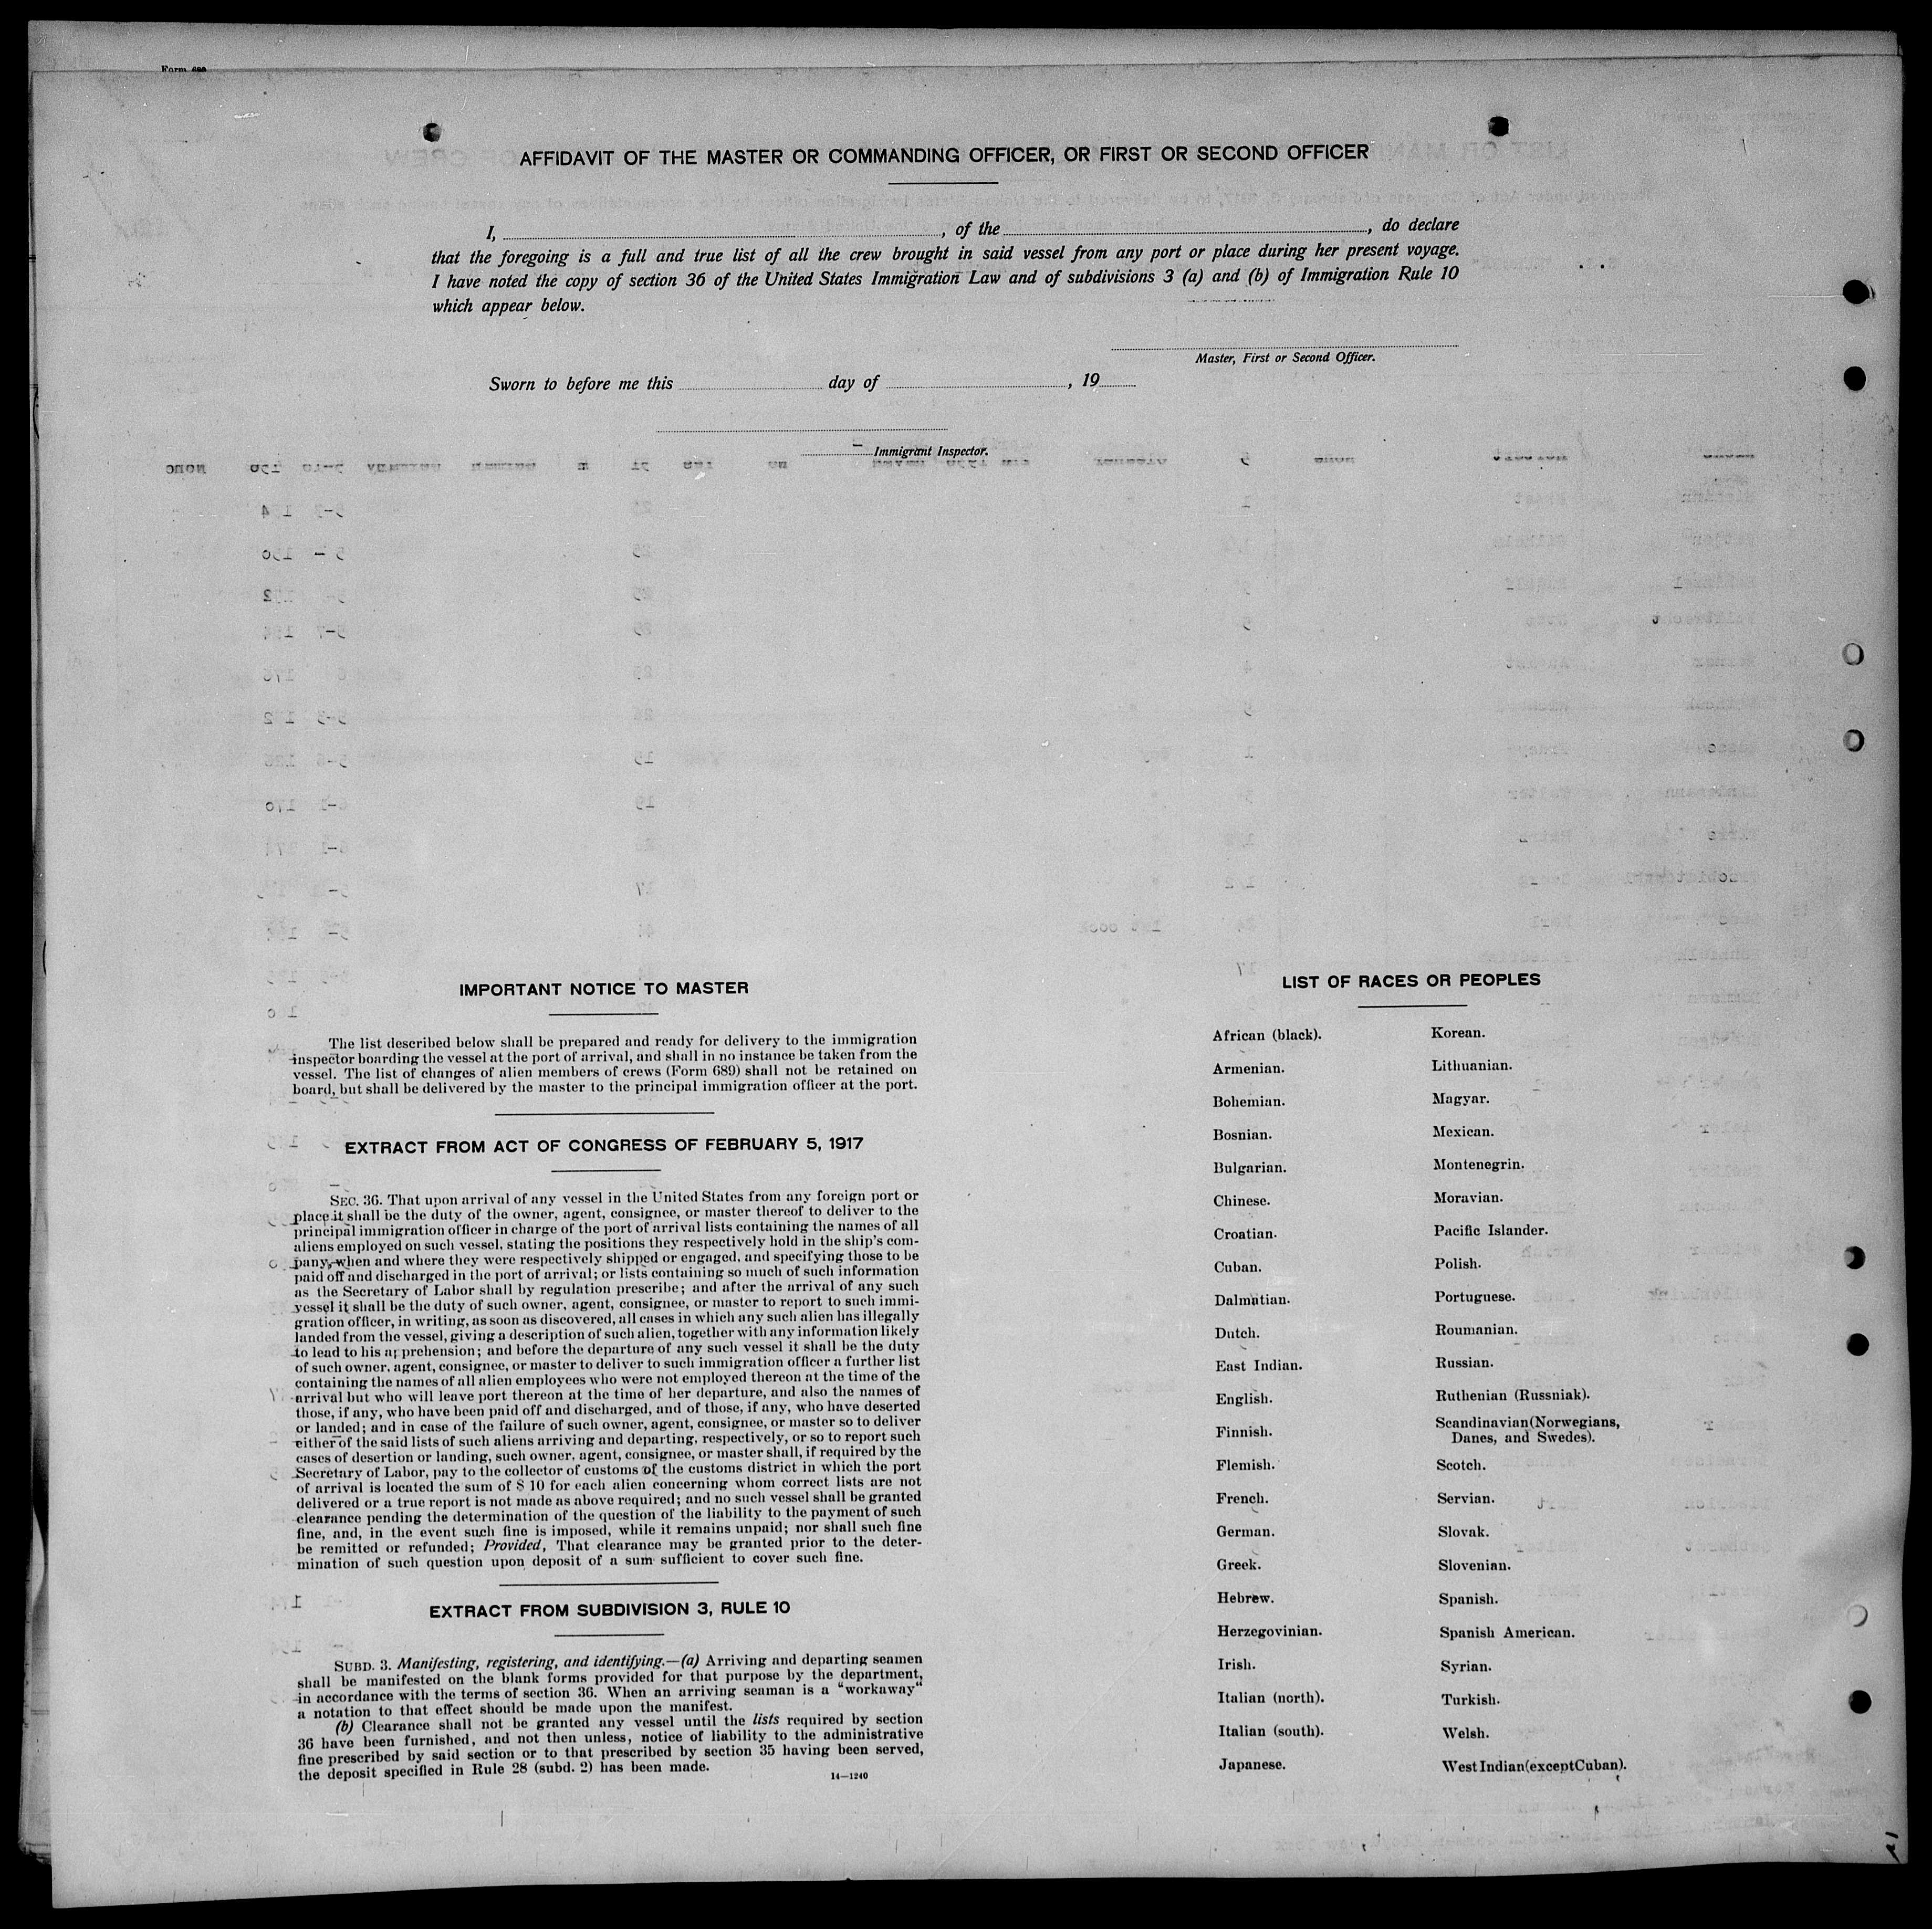 Form 688
AFFIDAVIT OF THE MASTER OR COMMANDING OFFICER, OR FIRST OR SECOND OFFICER
I, , of the , do declare
that the foregoing is a full and true list of all the crew brought in said vessel from any port or place during her present voyage.
I have noted the copy of section 36 of the United States Immigration Law and of subdivisions 3 (a) and (b) of Immigration Rule 10
which appear below.
Master, First or Second Officer.
Sworn to before me this day of , 19
Immigrant Inspector.
IMPORTANT NOTICE TO MASTER
The list described below shall be prepared and ready for delivery to the immigration
inspector boarding the vessel at the port of arrival, and shall in no instance be taken from the
vessel. The list of changes of alien members of crews (Form 689) shall not be retained on
board, but shall be delivered by the master to the principal immigration officer at the port.
EXTRACT FROM ACT OF CONGRESS OF FEBRUARY 5, 1917
SEC. 36. That upon arrival of any vessel in the United States from any foreign port or
place it shall be the duty of the owner, agent, consignee, or master thereof to deliver to the
principal immigration officer in charge of the port of arrival lists containing the names of all
aliens employed on such vessel, stating the positions they respectively hold in the ship's com-
pany, when and where they were respectively shipped or engaged, and specifying those to be
paid off and discharged in the port of arrival; or lists containing so much of such information
as the Secretary of Labor shall by regulation prescribe; and after the arrival of any such
vessel it shall be the duty of such owner, agent, consignee, or master to report to such immi-
gration officer, in writing, as soon as discovered, all cases in which any such alien has illegally
landed from the vessel, giving a description of such alien, together with any information likely
to lead to his apprehension; and before the departure of any such vessel it shall be the duty
of such owner, agent, consignee, or master to deliver to such immigration officer a further list
containing the names of all alien employees who were not employed thereon at the time of the
arrival but who will leave port thereon at the time of her departure, and also the names of
those, if any, who have been paid off and discharged, and of those, if any, who have deserted
or landed; and in case of the failure of such owner, agent, consignee, or master so to deliver
either of the said lists of such aliens arriving and departing, respectively, or so to report such
cases of desertion or landing, such owner, agent, consignee, or master shall, if required by the
Secretary of Labor, pay to the collector of customs of the customs district in which the port
of arrival is located the sum of $ 10 for each alien concerning whom correct lists are not
delivered or a true report is not made as above required; and no such vessel shall be granted
clearance pending the determination of the question of the liability to the payment of such
fine, and, in the event such fine is imposed, while it remains unpaid; nor shall such fine
be remitted or refunded; Provided, That clearance may be granted prior to the deter-
mination of such question upon deposit of a sum sufficient to cover such fine.
EXTRACT FROM SUBDIVISION 3, RULE 10
SUBD. 3. Manifesting, registering, and identifying.—(a) Arriving and departing seamen
shall be manifested on the blank forms provided for that purpose by the department,
in accordance with the terms of section 36. When an arriving seaman is a “workaway“
a notation to that effect should be made upon the manifest.
(b) Clearance shall not be granted any vessel until the lists required by section
36 have been furnished, and not then unless, notice of liability to the administrative
fine prescribed by said section or to that prescribed by section 35 having been served,
the deposit specified in Rule 28 (subd. 2) has been made.
14—1240
LIST OF RACES OR PEOPLES
African (black).
Armenian.
Bohemian.
Bosnian.
Bulgarian.
Chinese.
Croatian.
Cuban.
Dalmatian.
Dutch.
East Indian.
English.
Finnish.
Flemish.
French.
German.
Greek.
Hebrew.
Herzegovinian.
Irish.
Italian (north).
Italian (south).
Japanese.
Korean.
Lithuanian.
Magyar.
Mexican.
Montenegrin.
Moravian.
Pacific Islander.
Polish.
Portuguese.
Roumanian.
Russian.
Ruthenian (Russniak).
Scandinavian (Norwegians,
Danes, and Swedes).
Scotch.
Servian.
Slovak.
Slovenian.
Spanish.
Spanish American.
Syrian.
Turkish.
Welsh.
West Indian (except Cuban).